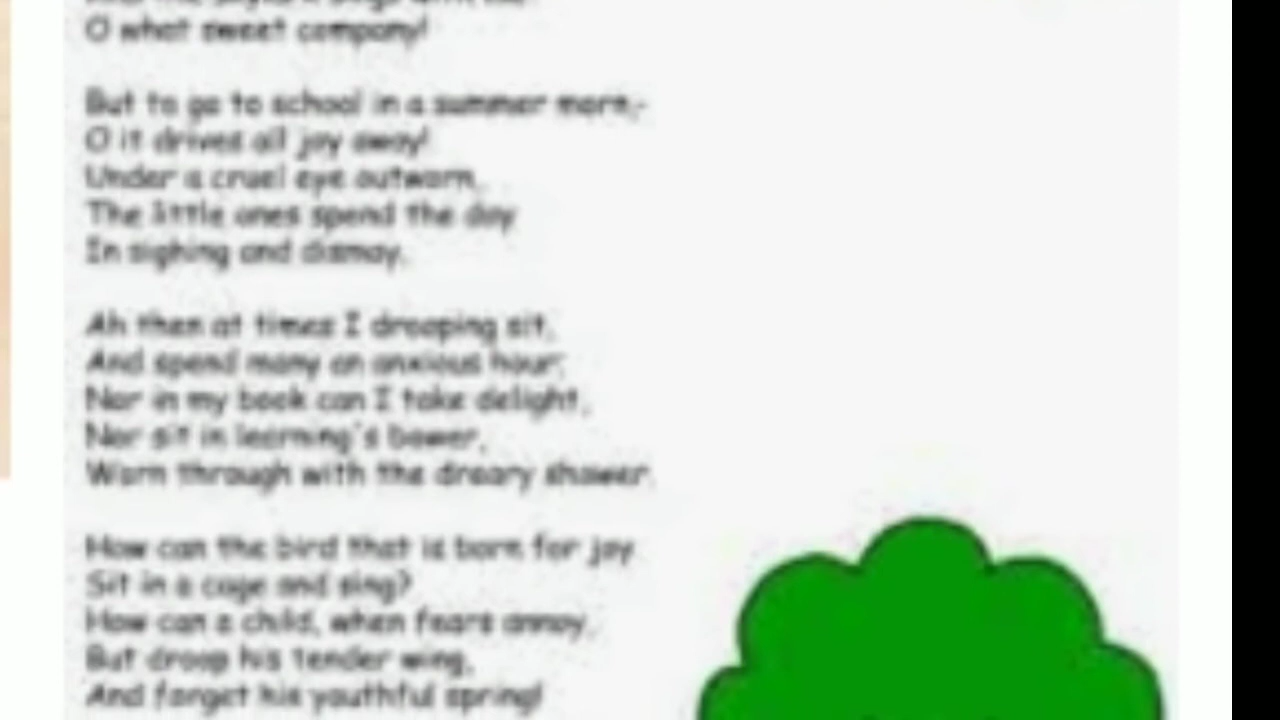 O what sweet company!
But to go to school in a summer morn,-
O it drives all joy away!
Under a cruel eye outworn,
The little ones spend the day
In sighing and dismay.
Ah then at times I drooping sit,
And spend many an anxious hour;
Nor in my book can I take delight,
Nor sit in learning's bower,
Worn through with the dreary shower.
How can the bird that is born for joy
Sit in a cage and sing?
How can a child, when fears annoy,
But droop his tender wing,
And forget his youthful spring!